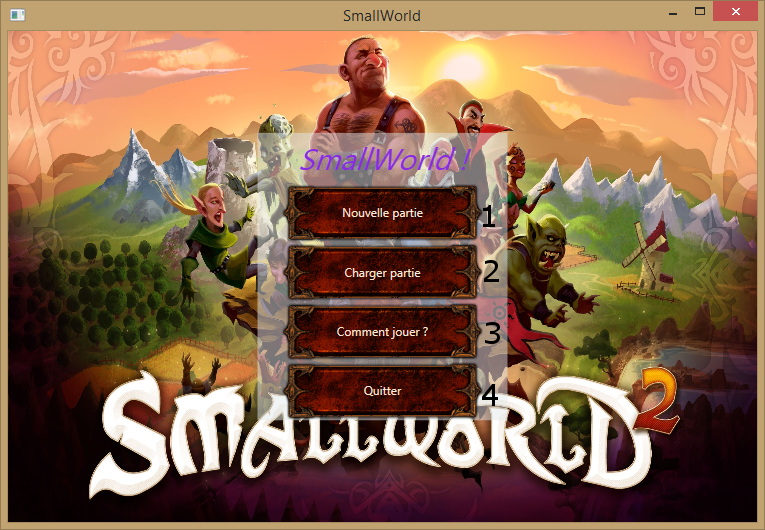 SmallWorld
SmallWorld !
Nouvelle partie 1
Charger partie 2
Comment jouer ? 3
Quitter 4
SMALLWORLD 2